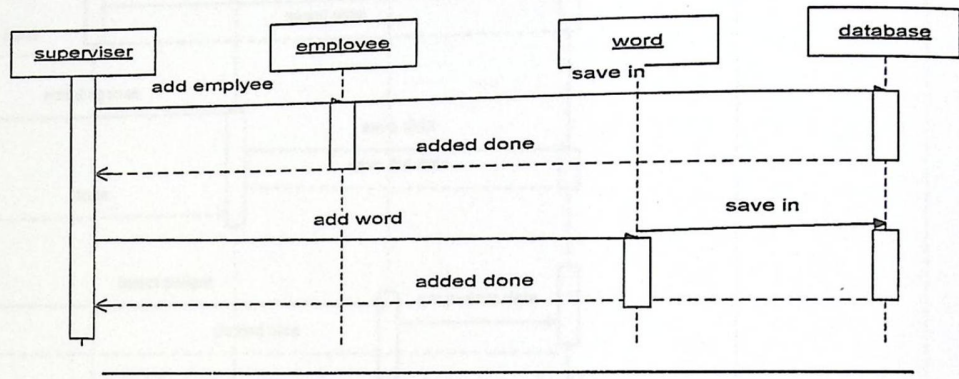 superviser
employee
word
database
add emplyee
save in
added done
add word
save in
added done